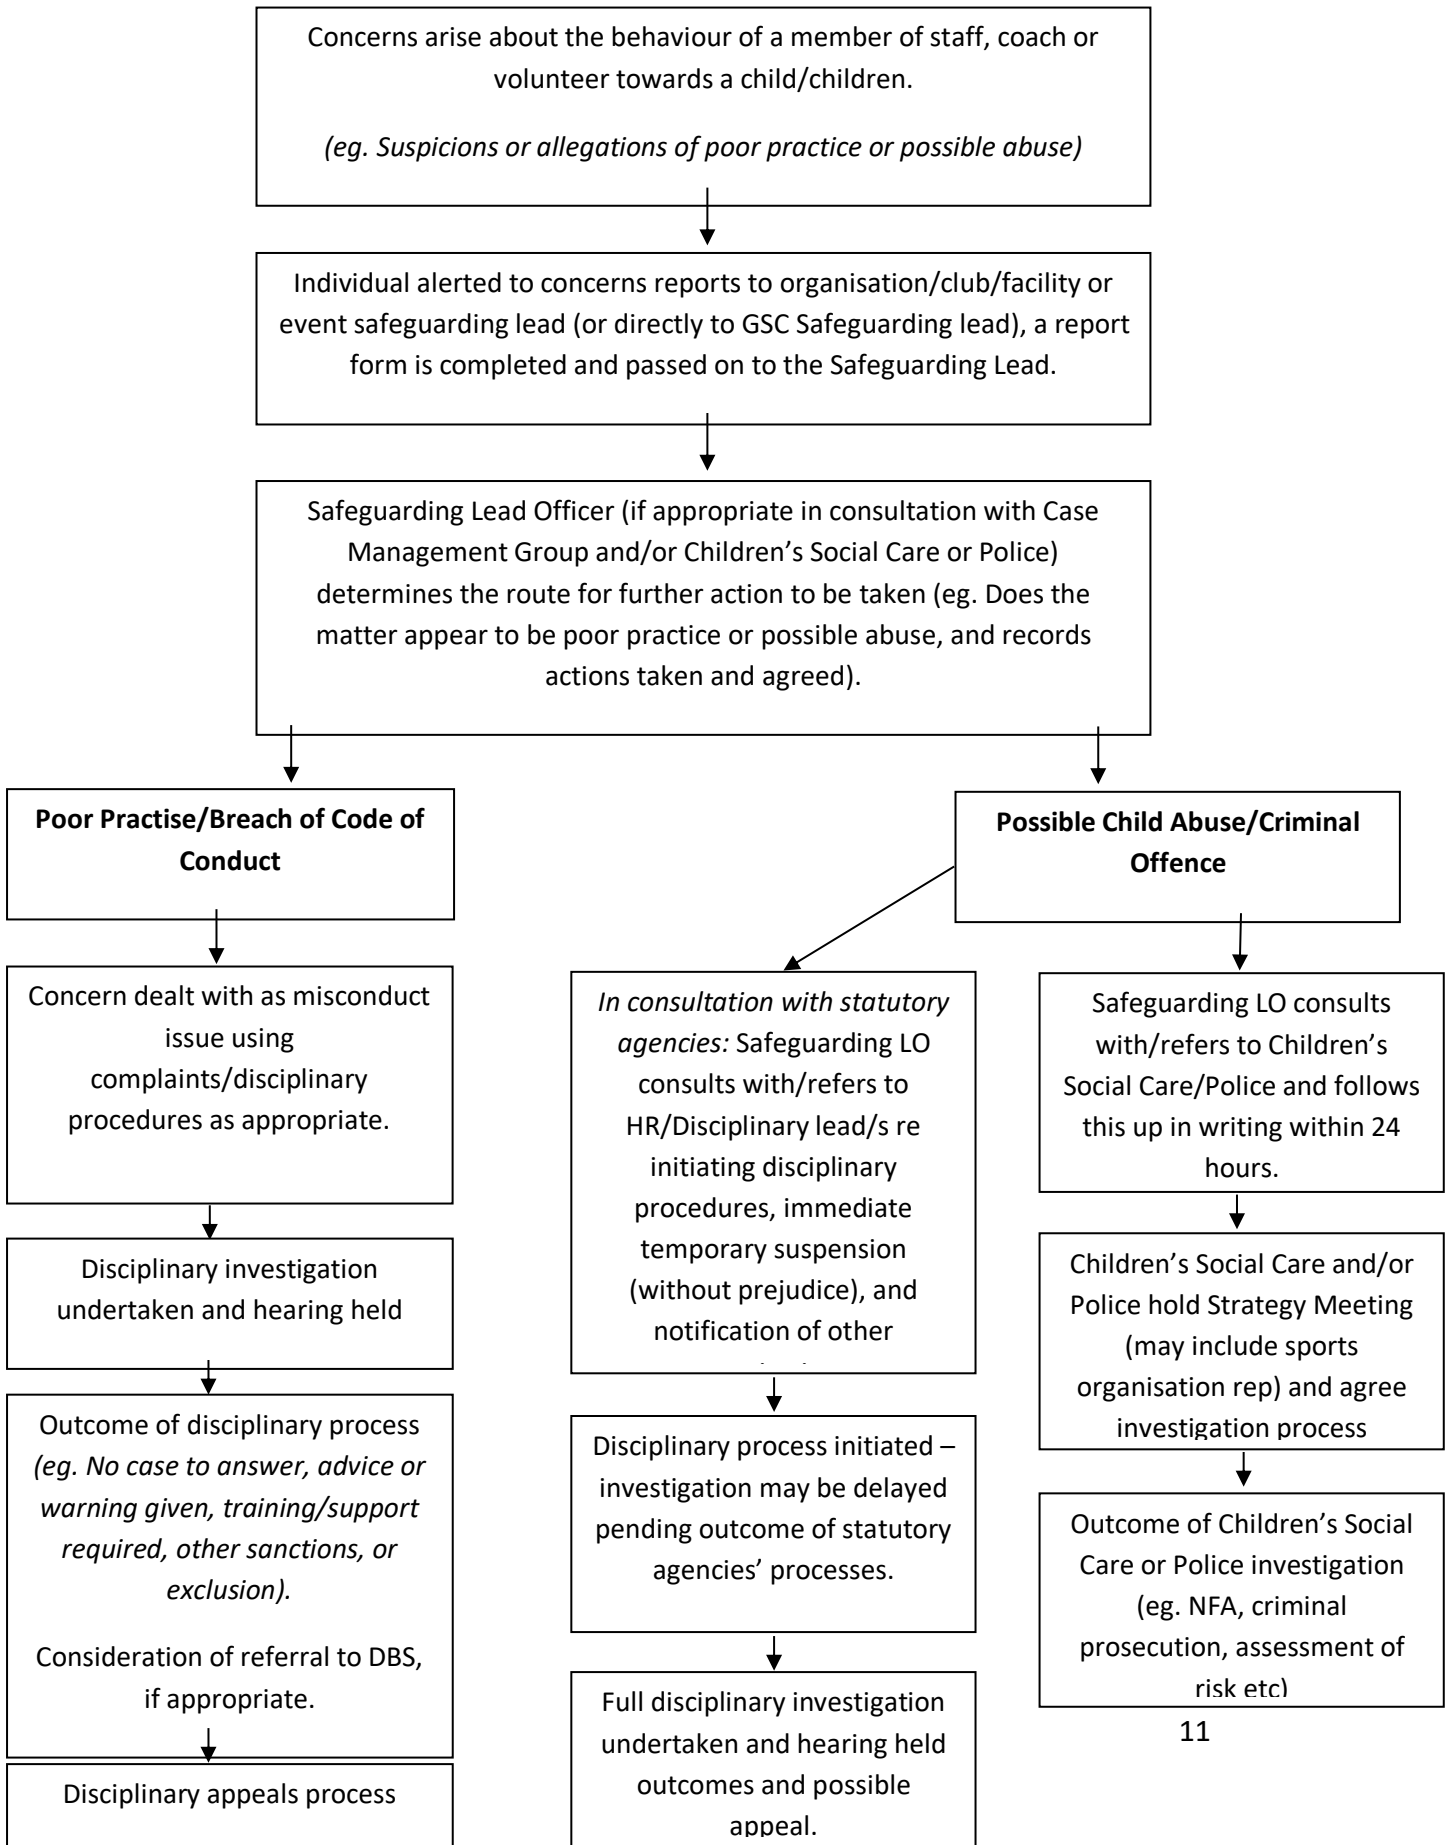 Concerns arise about the behaviour of a member of staff, coach or
volunteer towards a child/children.
(eg. Suspicions or allegations of poor practice or possible abuse)
Individual alerted to concerns reports to organisation/club/facility or
event safeguarding lead (or directly to GSC Safeguarding lead), a report
form is completed and passed on to the Safeguarding Lead.
Safeguarding Lead Officer (if appropriate in consultation with Case
Management Group and/or Children’s Social Care or Police)
determines the route for further action to be taken (eg. Does the
matter appear to be poor practice or possible abuse, and records
actions taken and agreed).
Poor Practise/Breach of Code of
Conduct
Concern dealt with as misconduct
issue using
complaints/disciplinary
procedures as appropriate.
Disciplinary investigation
undertaken and hearing held
Outcome of disciplinary process
(eg. No case to answer, advice or
warning given, training/support
required, other sanctions, or
exclusion).
Consideration of referral to DBS,
if appropriate.
Disciplinary appeals process
Possible Child Abuse/Criminal
Offence
In consultation with statutory
agencies: Safeguarding LO
consults with/refers to
HR/Disciplinary lead/s re
initiating disciplinary
procedures, immediate
temporary suspension
(without prejudice), and
notification of other
Disciplinary process initiated –
investigation may be delayed
pending outcome of statutory
agencies’ processes.
Full disciplinary investigation
undertaken and hearing held
outcomes and possible
appeal.
Safeguarding LO consults
with/refers to Children’s
Social Care/Police and follows
this up in writing within 24
hours.
Children’s Social Care and/or
Police hold Strategy Meeting
(may include sports
organisation rep) and agree
investigation process
Outcome of Children’s Social
Care or Police investigation
(eg. NFA, criminal
prosecution, assessment of
risk etc)
11